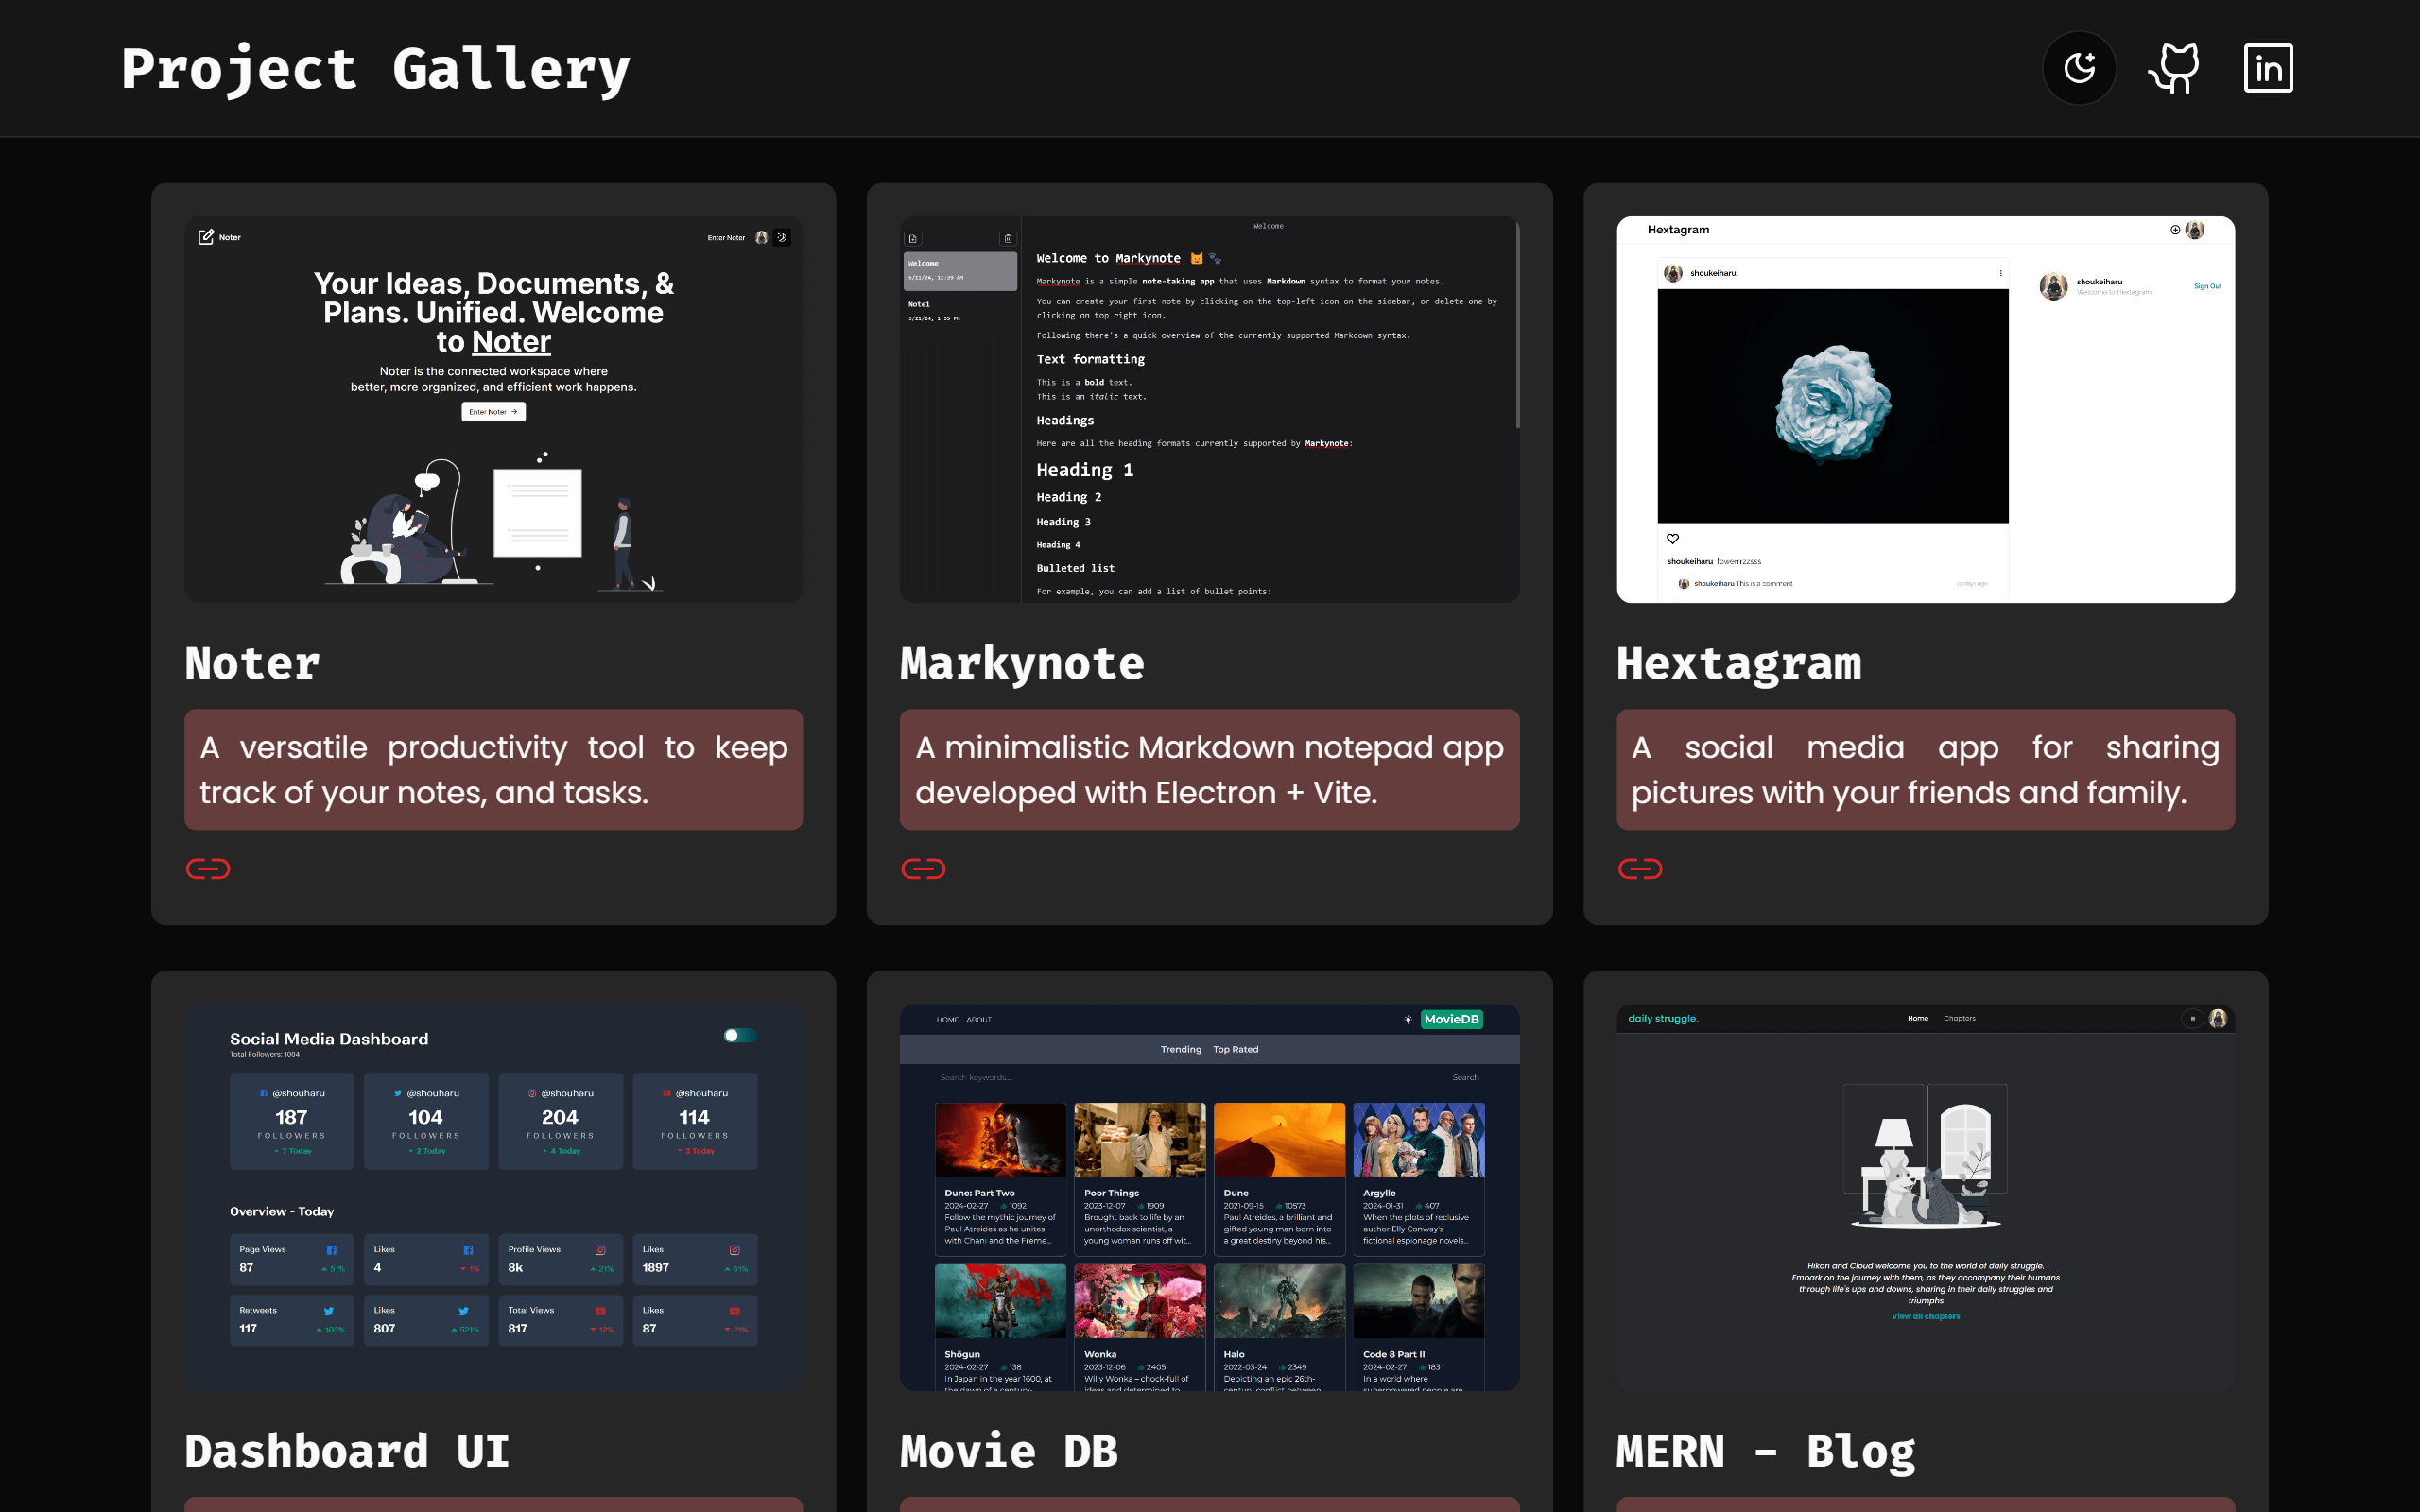 Project Gallery
Noter
Enter Noter
Your Ideas, Documents, &
Plans. Unified. Welcome
to Noter
Noter is the connected workspace where
better, more organized, and efficient work happens.
Enter Noter →
Noter
A versatile productivity tool to keep
track of your notes, and tasks.
Welcome
Welcome
6/11/24, 11:39 AM
Note1
1/21/24, 1:35 PM
Welcome to Markynote
Markynote is a simple note-taking app that uses Markdown syntax to format your notes.
You can create your first note by clicking on the top-left icon on the sidebar, or delete one by
clicking on top right icon.
Following there's a quick overview of the currently supported Markdown syntax.
Text formatting
This is a bold text.
This is an italic text.
Headings
Here are all the heading formats currently supported by Markynote:
Heading 1
Heading 2
Heading 3
Heading 4
Bulleted list
For example, you can add a list of bullet points:
Markynote
A minimalistic Markdown notepad app
developed with Electron + Vite.
Hextagram
shoukeiharu
shoukeiharu
Welcome to Hextagram
Sign Out
shoukeiharu
shoukeiharu This is a comment
days ago
Hextagram
A social media app for sharing
pictures with your friends and family.
in
Social Media Dashboard
Total Followers: 1004
@shouharu
187
FOLLOWERS
7 Today
@shouharu
104
FOLLOWERS
2 Today
@shouharu
204
FOLLOWERS
4 Today
@shouharu
114
FOLLOWERS
3 Today
Overview - Today
Page Views
87
51%
Likes
4
1%
Profile Views
8k
21%
Likes
1897
51%
Retweets
117
105%
Likes
807
521%
Total Views
817
12%
Likes
87
21%
Dashboard UI
HOME ABOUT
MovieDB
Trending Top Rated
Search keywords...
Search
Dune: Part Two
2024-02-27 1092
Follow the mythic journey of
Paul Atreides as he unites
with Chani and the Freme...
Poor Things
2023-12-07 1909
Brought back to life by an
unorthodox scientist, a
young woman runs off wit...
Dune
2021-09-15 10573
Paul Atreides, a brilliant and
gifted young man born into
a great destiny beyond his...
Argylle
2024-01-31 407
When the plots of reclusive
author Elly Conway's
fictional espionage novels...
Shōgun
2024-02-27 138
In Japan in the year 1600, at
the dawn of a century-
Wonka
2023-12-06 2405
Willy Wonka – chock-full of
ideas and determined to
Halo
2022-03-24 2349
Depicting an epic 26th-
century conflict between
Code 8 Part II
2024-02-27 183
In a world where
superpowered people are
Movie DB
daily struggle.
Home Chapters
Hikari and Cloud welcome you to the world of daily struggle.
Embark on the journey with them, as they accompany their humans
through life's ups and downs, sharing in their daily struggles and
triumphs
View all chapters
MERN - Blog